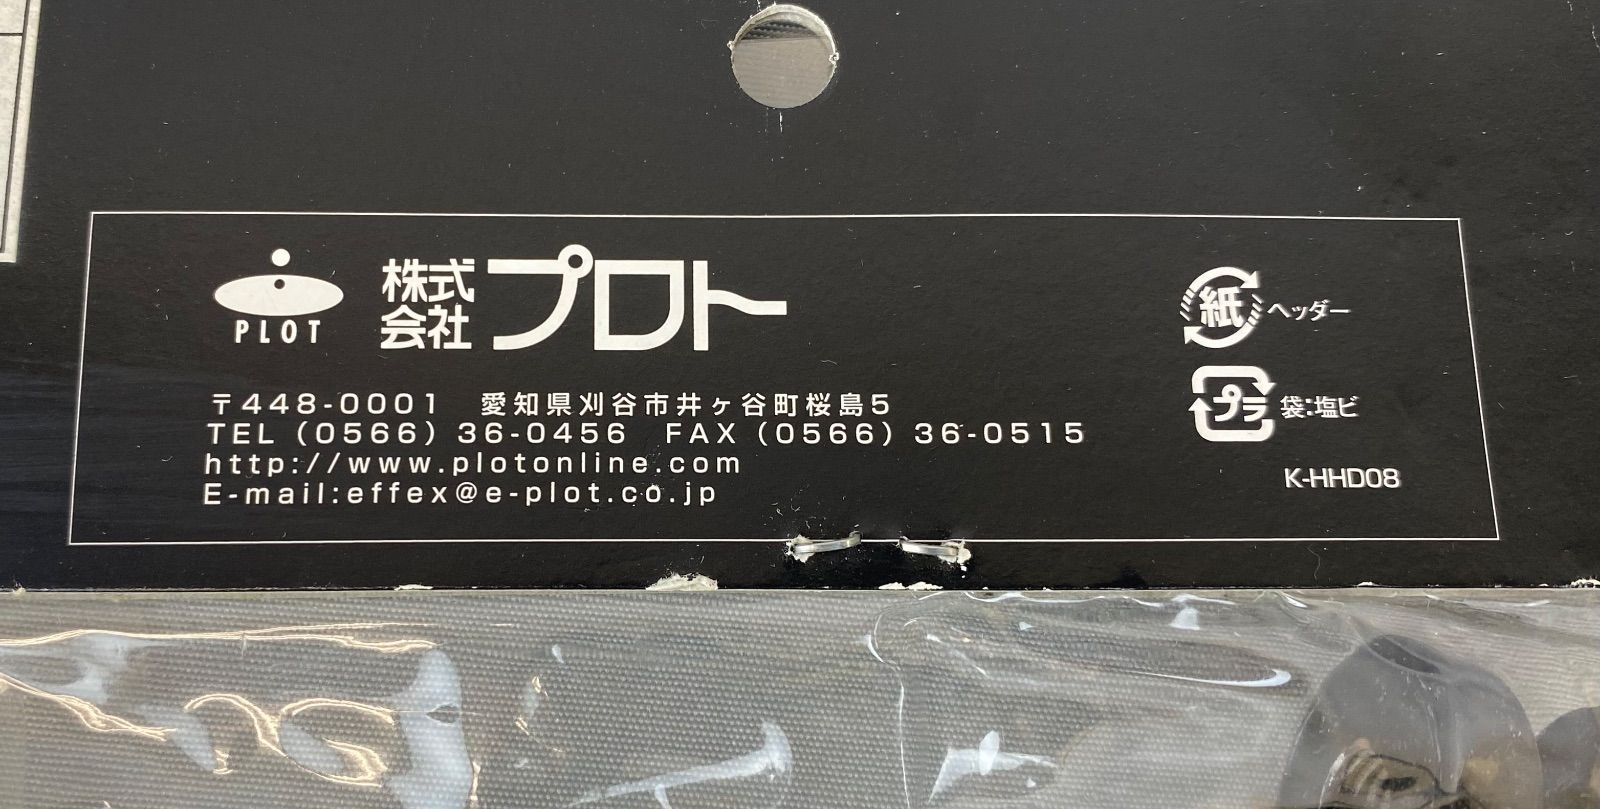 PLOT
株式会社プロト
〒448-0001 愛知県刈谷市井ヶ谷町桜島5
TEL(0566)36-0456 FAX(0566)36-0515
http://www.plotonline.com
E-mail:effex@e-plot.co.jp
紙 ヘッダー
プラ 袋:塩ビ
K-HHD08